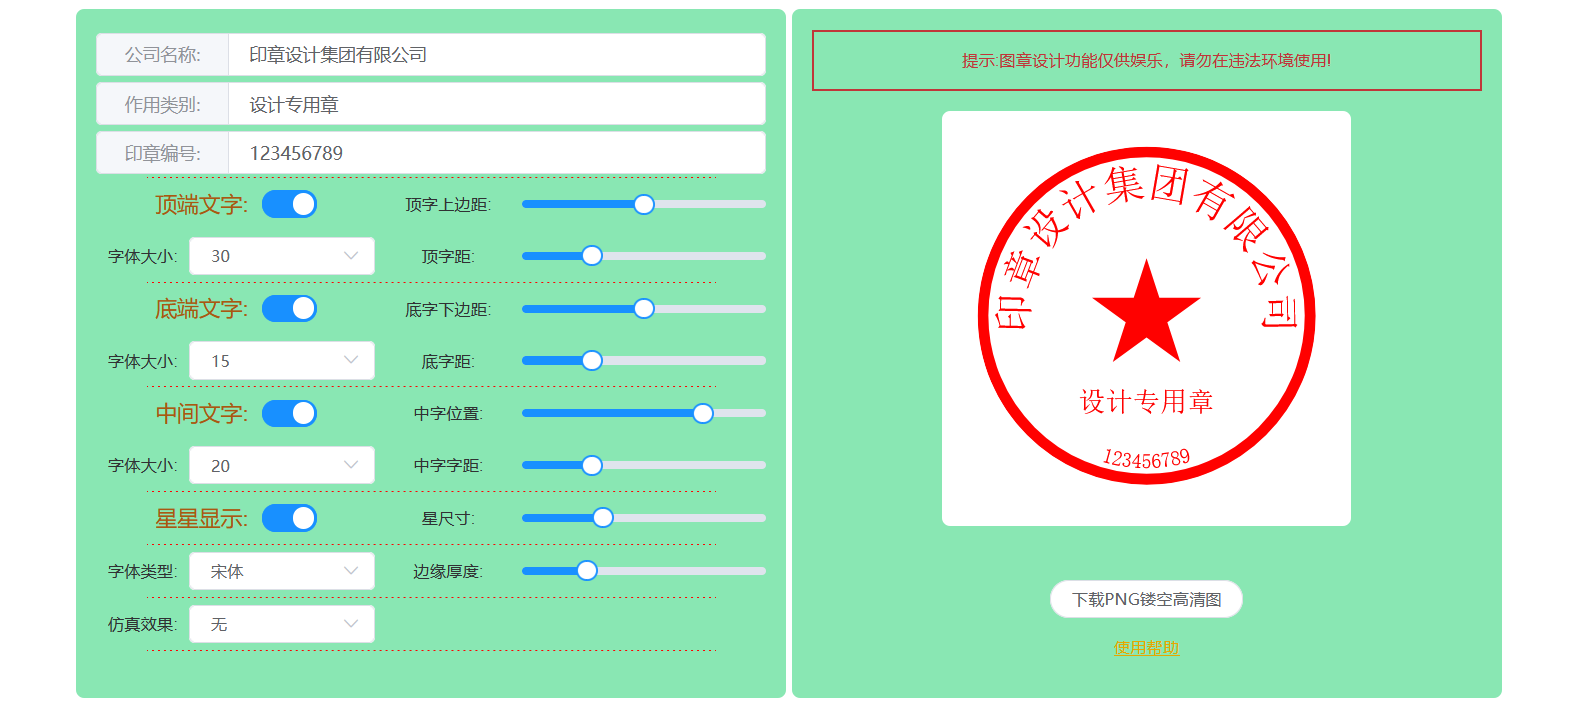 公司名称: 印章设计集团有限公司
作用类别: 设计专用章
印章编号: 123456789
顶端文字: 顶字上边距:
字体大小: 30 顶字距:
底端文字: 底字下边距:
字体大小: 15 底字距:
中间文字: 中字位置:
字体大小: 20 中字字距:
星星显示: 星尺寸:
字体类型: 宋体 边缘厚度:
仿真效果: 无
提示:图章设计功能仅供娱乐，请勿在违法环境使用!
印章设计集团有限公司
设计专用章
123456789
下载PNG镂空高清图
使用帮助